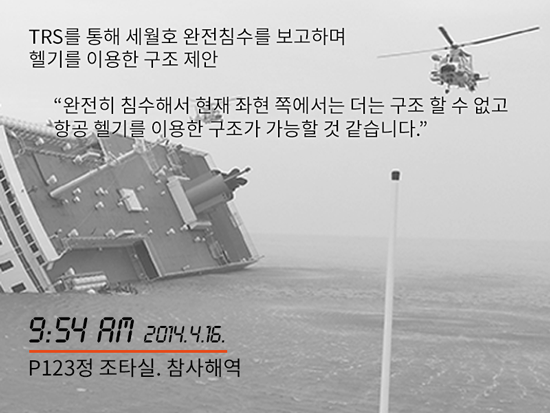 TRS를 통해 세월호 완전침수를 보고하며
헬기를 이용한 구조 제안
“완전히 침수해서 현재 좌현 쪽에서는 더는 구조 할 수 없고
항공 헬기를 이용한 구조가 가능할 것 같습니다.”
9:54 AM 2014.4.16.
P123정 조타실. 참사해역